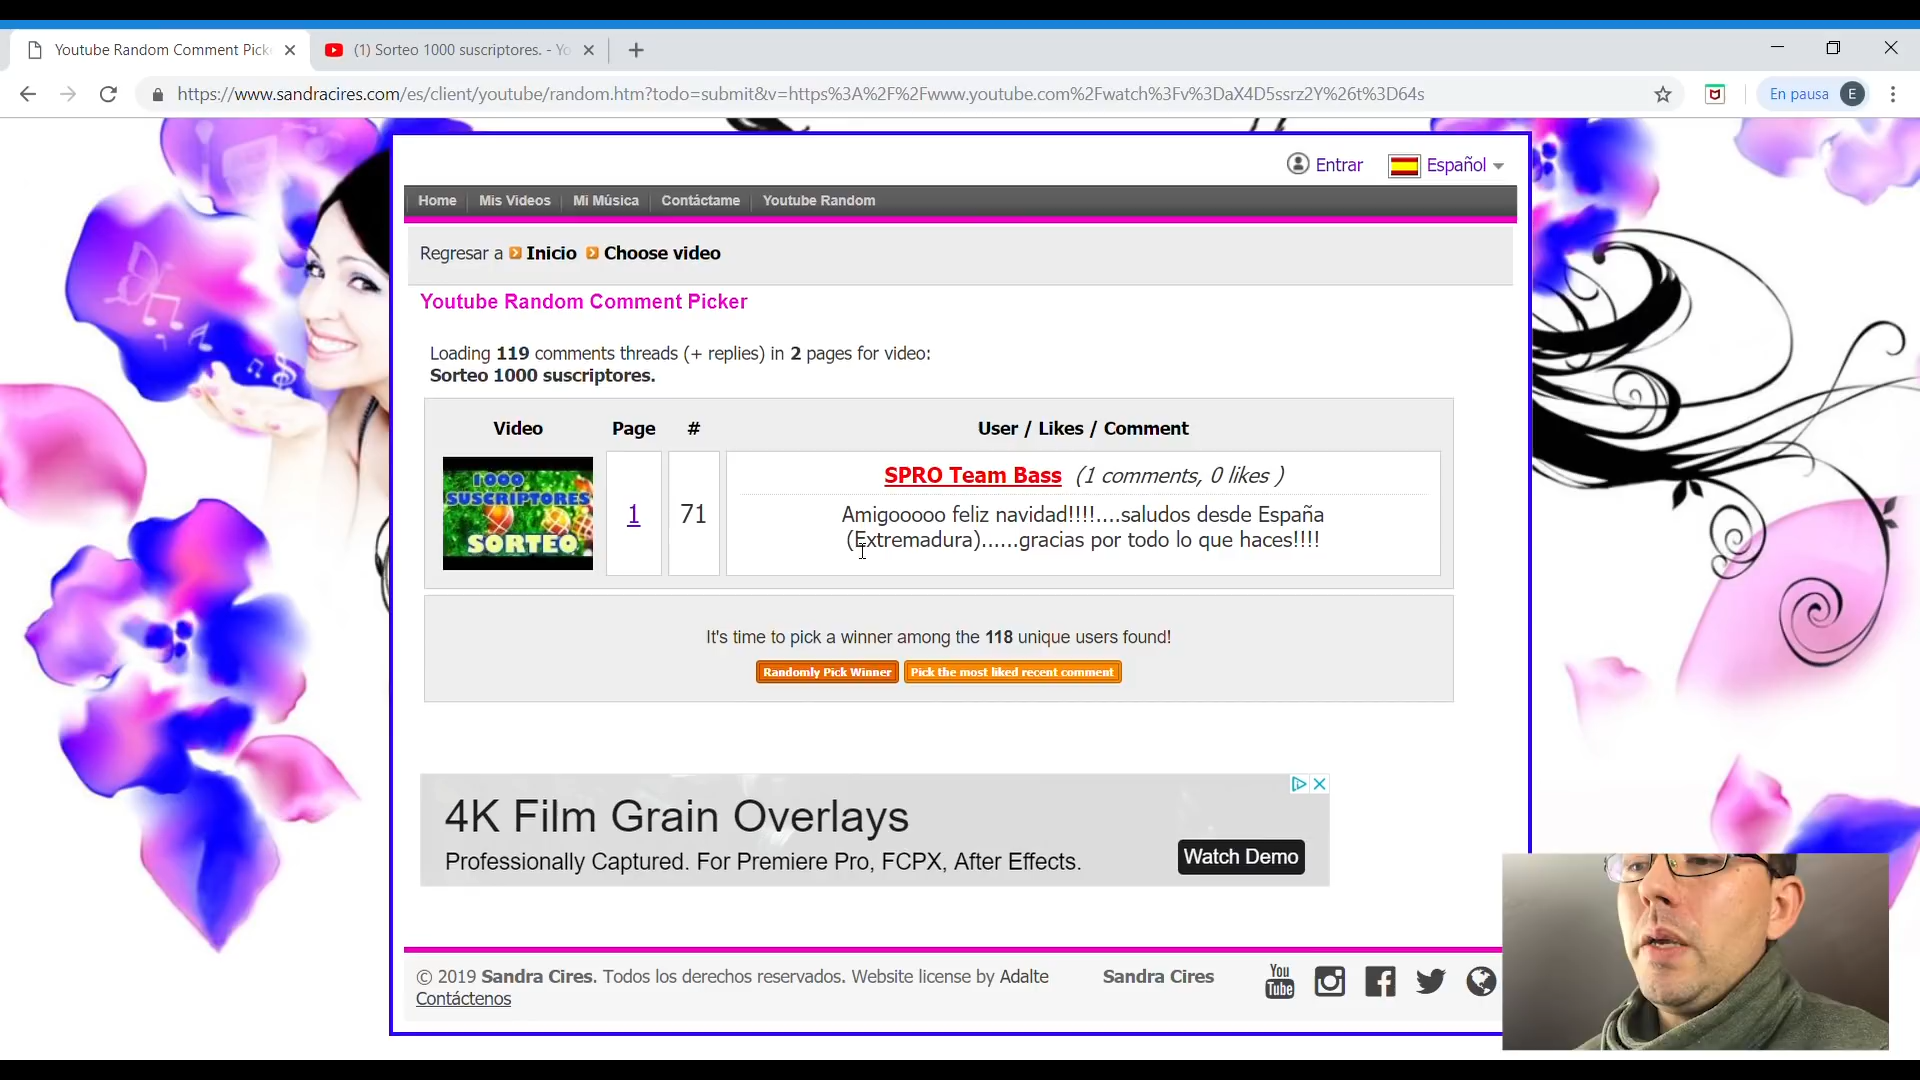 Youtube Random Comment Pick
(1) Sorteo 1000 suscriptores. - Yo
https://www.sandracires.com/es/client/youtube/random.htm?todo=submit&v=https%3A%2F%2Fwww.youtube.com%2Fwatch%3Fv%3DaX4D5ssrz2Y%26t%3D64s
En pausa E
Entrar Español
Home Mis Videos Mi Música Contáctame Youtube Random
Regresar a Inicio Choose video
Youtube Random Comment Picker
Loading 119 comments threads (+ replies) in 2 pages for video:
Sorteo 1000 suscriptores.
Video Page # User / Likes / Comment
1000
SUSCRIPTORES
SORTEO
1
71
SPRO Team Bass (1 comments, 0 likes )
Amigooooo feliz navidad!!!!....saludos desde España
(Extremadura)......gracias por todo lo que haces!!!!
It's time to pick a winner among the 118 unique users found!
Randomly Pick Winner Pick the most liked recent comment
4K Film Grain Overlays
Professionally Captured. For Premiere Pro, FCPX, After Effects.
Watch Demo
© 2019 Sandra Cires. Todos los derechos reservados. Website license by Adalte
Contáctenos
Sandra Cires
You
Tube